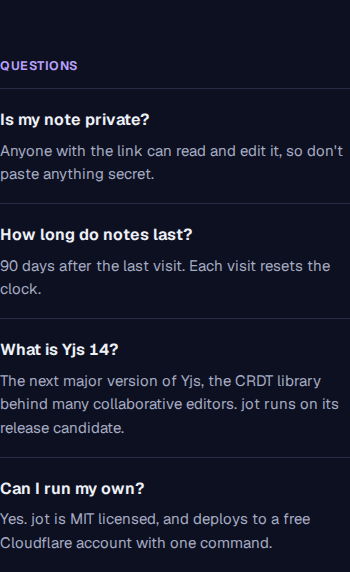 QUESTIONS
Is my note private?
Anyone with the link can read and edit it, so don't
paste anything secret.
How long do notes last?
90 days after the last visit. Each visit resets the
clock.
What is Yjs 14?
The next major version of Yjs, the CRDT library
behind many collaborative editors. jot runs on its
release candidate.
Can I run my own?
Yes. jot is MIT licensed, and deploys to a free
Cloudflare account with one command.